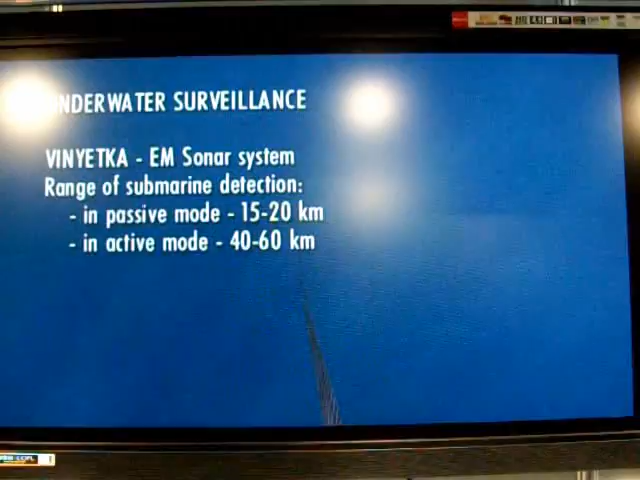 UNDERWATER SURVEILLANCE
VINYETKA - EM Sonar system
Range of submarine detection:
- in passive mode - 15-20 km
- in active mode - 40-60 km